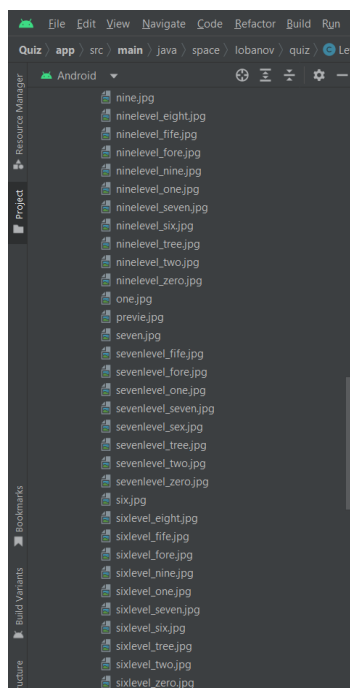 File Edit View Navigate Code Refactor Build Run
Quiz app src main java space lobanov quiz Le
Android
nine.jpg
ninelevel_eight.jpg
ninelevel_fife.jpg
ninelevel_fore.jpg
ninelevel_nine.jpg
ninelevel_one.jpg
ninelevel_seven.jpg
ninelevel_six.jpg
ninelevel_tree.jpg
ninelevel_two.jpg
ninelevel_zero.jpg
one.jpg
previe.jpg
seven.jpg
sevenlevel_fife.jpg
sevenlevel_fore.jpg
sevenlevel_one.jpg
sevenlevel_seven.jpg
sevenlevel_sex.jpg
sevenlevel_tree.jpg
sevenlevel_two.jpg
sevenlevel_zero.jpg
six.jpg
sixlevel_eight.jpg
sixlevel_fife.jpg
sixlevel_fore.jpg
sixlevel_nine.jpg
sixlevel_one.jpg
sixlevel_seven.jpg
sixlevel_six.jpg
sixlevel_tree.jpg
sixlevel_two.jpg
sixlevel_zero.jpg
Resource Manager
Project
Bookmarks
Build Variants
ucture